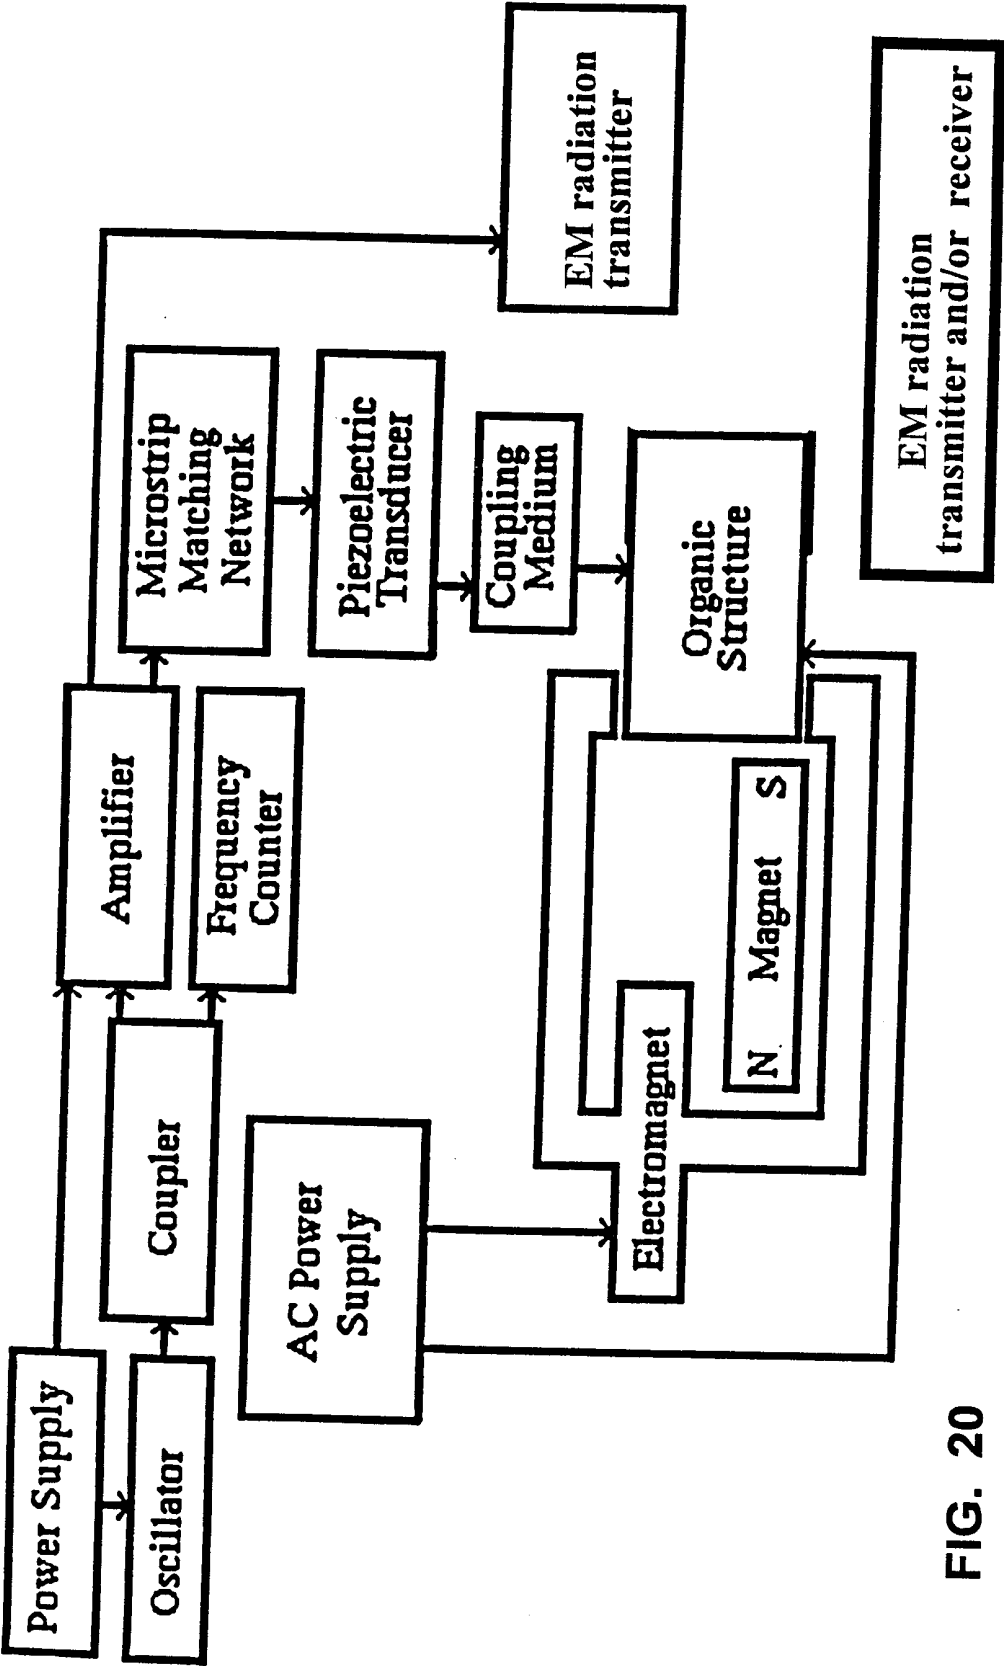 Power Supply
Oscillator
Coupler
Amplifier
Frequency
Counter
Microstrip
Matching
Network
Piezoelectric
Transducer
Coupling
Medium
EM radiation
transmitter
AC Power
Supply
Electromagnet
N Magnet S
Organic
Structure
EM radiation
transmitter and/or receiver
FIG. 20